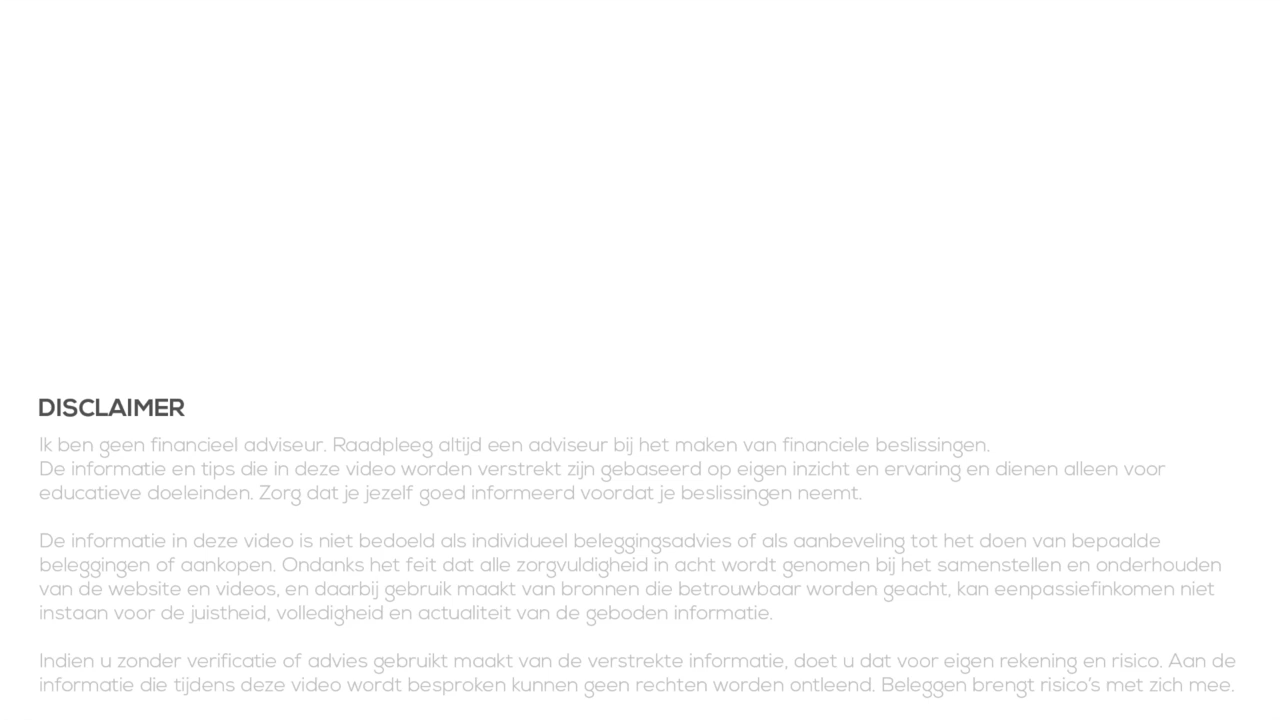 DISCLAIMER
Ik ben geen financieel adviseur. Raadpleeg altijd een adviseur bij het maken van financiele beslissingen.
De informatie en tips die in deze video worden verstrekt zijn gebaseerd op eigen inzicht en ervaring en dienen alleen voor
educatieve doeleinden. Zorg dat je jezelf goed informeerd voordat je beslissingen neemt.
De informatie in deze video is niet bedoeld als individueel beleggingsadvies of als aanbeveling tot het doen van bepaalde
beleggingen of aankopen. Ondanks het feit dat alle zorgvuldigheid in acht wordt genomen bij het samenstellen en onderhouden
van de website en videos, en daarbij gebruik maakt van bronnen die betrouwbaar worden geacht, kan eenpassiefinkomen niet
instaan voor de juistheid, volledigheid en actualiteit van de geboden informatie.
Indien u zonder verificatie of advies gebruikt maakt van de verstrekte informatie, doet u dat voor eigen rekening en risico. Aan de
informatie die tijdens deze video wordt besproken kunnen geen rechten worden ontleend. Beleggen brengt risico's met zich mee.